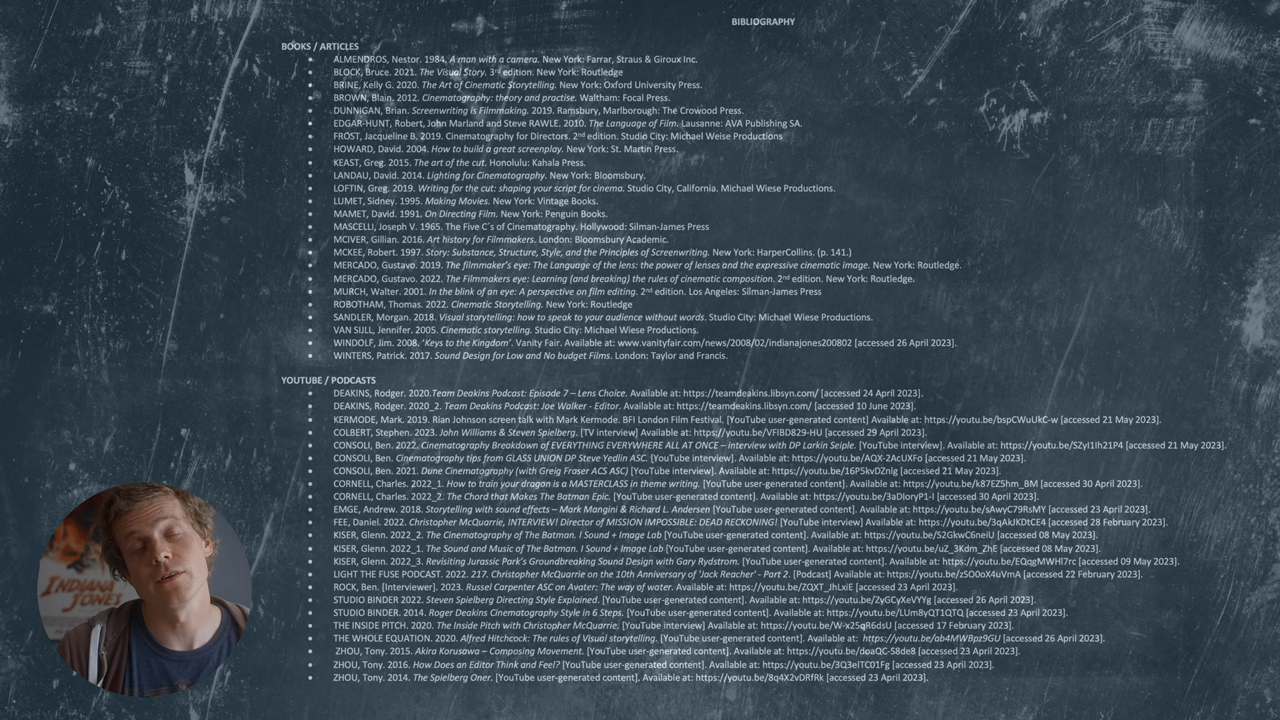 BIBLIOGRAPHY
BOOKS / ARTICLES
• ALMENDROS, Nestor. 1984, A man with a camera. New York: Farrar, Straus & Giroux Inc.
• BLOCK, Bruce. 2021. The Visual Story. 3rd edition. New York: Routledge
• BRINE, Kelly G. 2020. The Art of Cinematic Storytelling. New York: Oxford University Press.
• BROWN, Blain. 2012. Cinematography: theory and practise. Waltham: Focal Press.
• DUNNIGAN, Brian. Screenwriting is Filmmaking. 2019. Ramsbury, Marlborough: The Crowood Press.
• EDGAR-HUNT, Robert, John Marland and Steve RAWLE. 2010. The Language of Film. Lausanne: AVA Publishing SA.
• FROST, Jacqueline B. 2019. Cinematography for Directors. 2nd edition. Studio City: Michael Weise Productions
• HOWARD, David. 2004. How to build a great screenplay. New York: St. Martin Press.
• KEAST, Greg. 2015. The art of the cut. Honolulu: Kahala Press.
• LANDAU, David. 2014. Lighting for Cinematography. New York: Bloomsbury.
• LOFTIN, Greg. 2019. Writing for the cut: shaping your script for cinema. Studio City, California. Michael Wiese Productions.
• LUMET, Sidney. 1995. Making Movies. New York: Vintage Books.
• MAMET, David. 1991. On Directing Film. New York: Penguin Books.
• MASCELLI, Joseph V. 1965. The Five C´s of Cinematography. Hollywood: Silman-James Press
• MCIVER, Gillian. 2016. Art history for Filmmakers. London: Bloomsbury Academic.
• MCKEE, Robert. 1997. Story: Substance, Structure, Style, and the Principles of Screenwriting. New York: HarperCollins. (p. 141.)
• MERCADO, Gustavo. 2019. The filmmaker’s eye: The Language of the lens: the power of lenses and the expressive cinematic image. New York: Routledge.
• MERCADO, Gustavo. 2022. The Filmmakers eye: Learning (and breaking) the rules of cinematic composition. 2nd edition. New York: Routledge.
• MURCH, Walter. 2001. In the blink of an eye: A perspective on film editing. 2nd edition. Los Angeles: Silman-James Press
• ROBOTHAM, Thomas. 2022. Cinematic Storytelling. New York: Routledge
• SANDLER, Morgan. 2018. Visual storytelling: how to speak to your audience without words. Studio City: Michael Wiese Productions.
• VAN SIJLL, Jennifer. 2005. Cinematic storytelling. Studio City: Michael Wiese Productions.
• WINDOLF, Jim. 2008. ‘Keys to the Kingdom’. Vanity Fair. Available at: www.vanityfair.com/news/2008/02/indianajones200802 [accessed 26 April 2023].
• WINTERS, Patrick. 2017. Sound Design for Low and No budget Films. London: Taylor and Francis.
YOUTUBE / PODCASTS
• DEAKINS, Rodger. 2020.Team Deakins Podcast: Episode 7 – Lens Choice. Available at: https://teamdeakins.libsyn.com/ [accessed 24 April 2023].
• DEAKINS, Rodger. 2020_2. Team Deakins Podcast: Joe Walker - Editor. Available at: https://teamdeakins.libsyn.com/ [accessed 10 June 2023].
• KERMODE, Mark. 2019. Rian Johnson screen talk with Mark Kermode. BFI London Film Festival. [YouTube interview] Available at: https://youtu.be/bspCWuUkC-w [accessed 21 May 2023].
• COLBERT, Stephen. 2023. John Williams & Steven Spielberg. [TV interview] Available at: https://youtu.be/VFIBD829-HU [accessed 29 April 2023].
• CONSOLI, Ben. 2022. Cinematography Breakdown of EVERYTHING EVERYWHERE ALL AT ONCE – interview with DP Larkin Seiple. [YouTube interview]. Available at: https://youtu.be/SZyI1Ih21P4 [accessed 21 May 2023].
• CONSOLI, Ben. Cinematography tips from GLASS UNION DP Steve Yedlin ASC. [YouTube interview]. Available at: https://youtu.be/AQX-2AcUXFo [accessed 21 May 2023].
• CONSOLI, Ben. 2021. Dune Cinematography (with Greig Fraser ACS ASC) [YouTube interview]. Available at: https://youtu.be/16P5kvDZnlg [accessed 21 May 2023].
• CORNELL, Charles. 2022_1. How to train your dragon is a MASTERCLASS in theme writing. [YouTube interview]. Available at: https://youtu.be/k87EZ5hm_BM [accessed 30 April 2023].
• CORNELL, Charles. 2022_2. The Chord that Makes The Batman Epic. [YouTube user-generated content]. Available at: https://youtu.be/3aDIoryP1-I [accessed 30 April 2023].
• EMGE, Andrew. 2018. Storytelling with sound effects – Mark Mangini & Richard L. Andersen [YouTube user-generated content]. Available at: https://youtu.be/sAwyC79RsMY [accessed 23 April 2023].
• FEE, Daniel. 2022. Christopher McQuarrie, INTERVIEW! Director of MISSION IMPOSSIBLE: DEAD RECKONING! [YouTube interview] Available at: https://youtu.be/3qAkJKDtCE4 [accessed 28 February 2023].
• KISER, Glenn. 2022_2. The Cinematography of The Batman. I Sound + Image Lab [YouTube user-generated content]. Available at: https://youtu.be/S2GkwC6neiU [accessed 08 May 2023].
• KISER, Glenn. 2022_1. The Sound and Music of The Batman. I Sound + Image Lab [YouTube user-generated content]. Available at: https://youtu.be/uZ_3Kdm_ZhE [accessed 08 May 2023].
• KISER, Glenn. 2022_3. Revisiting Jurassic Park's Groundbreaking Sound Design with Gary Rydstrom. [YouTube user-generated content]. Available at: https://youtu.be/EQqgMWHl7rc [accessed 09 May 2023].
• LIGHT THE FUSE PODCAST. 2022. 217. Christopher McQuarrie on the 10th Anniversary of 'Jack Reacher' - Part 2. [Podcast] Available at: https://youtu.be/zSO0oX4uVmA [accessed 22 February 2023].
• ROCK, Ben. [Interviewer]. 2023. Russel Carpenter ASC on Avatar; The way of water. Available at: https://youtu.be/ZQXT_JhLxiE [accessed 23 April 2023].
• STUDIO BINDER 2022. Steven Spielberg Directing Style Explained. [YouTube user-generated content]. Available at: https://youtu.be/ZyGCyXeVYYg [accessed 26 April 2023].
• STUDIO BINDER. 2014. Roger Deakins Cinematography Style in 6 Steps. [YouTube user-generated content]. Available at: https://youtu.be/LUm8yQT1QTQ [accessed 23 April 2023].
• THE INSIDE PITCH. 2020. The Inside Pitch with Christopher McQuarrie. [YouTube interview] Available at: https://youtu.be/W-x25qR6dsU [accessed 17 February 2023].
• THE WHOLE EQUATION. 2020. Alfred Hitchcock: The rules of Visual storytelling. [YouTube user-generated content]. Available at: https://youtu.be/ab4MWBpz9GU [accessed 26 April 2023].
• ZHOU, Tony. 2015. Akira Korusawa – Composing Movement. [YouTube user-generated content]. Available at: https://youtu.be/doaQC-S8de8 [accessed 23 April 2023].
• ZHOU, Tony. 2016. How Does an Editor Think and Feel? [YouTube user-generated content]. Available at: https://youtu.be/3Q3eITC01Fg [accessed 23 April 2023].
• ZHOU, Tony. 2014. The Spielberg Oner. [YouTube user-generated content]. Available at: https://youtu.be/8q4X2vDRfRk [accessed 23 April 2023].
INDIANA
JONES